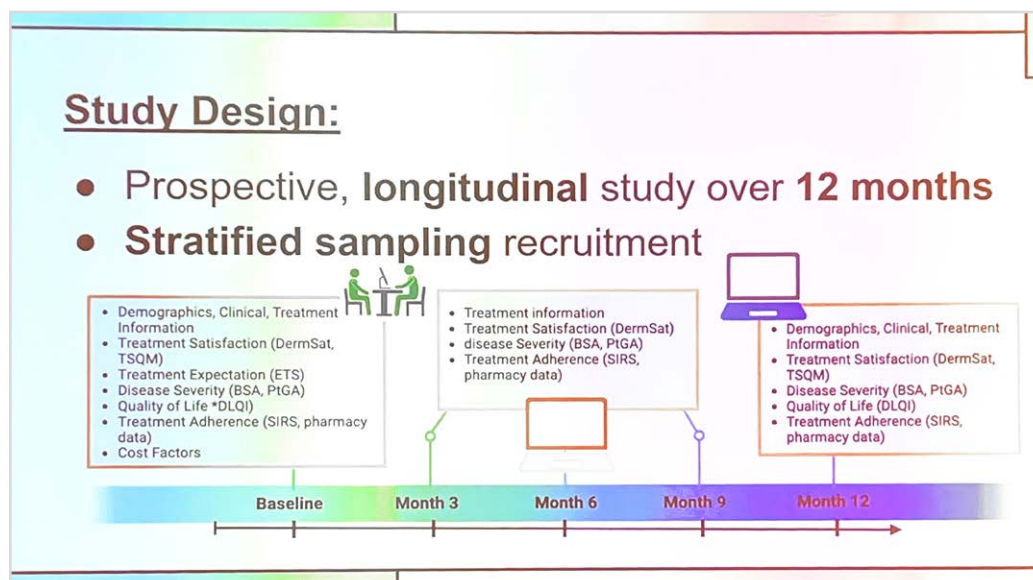 Study Design:
● Prospective, longitudinal study over 12 months
● Stratified sampling recruitment
• Demographics, Clinical, Treatment
Information
• Treatment Satisfaction (DermSat,
TSQM)
• Treatment Expectation (ETS)
• Disease Severity (BSA, PtGA)
• Quality of Life *DLQI)
• Treatment Adherence (SIRS, pharmacy
data)
• Cost Factors
• Treatment information
• Treatment Satisfaction (DermSat)
• disease Severity (BSA, PtGA)
• Treatment Adherence (SIRS,
pharmacy data)
• Demographics, Clinical, Treatment
Information
• Treatment Satisfaction (DermSat,
TSQM)
• Disease Severity (BSA, PtGA)
• Quality of Life (DLQI)
• Treatment Adherence (SIRS,
pharmacy data)
Baseline Month 3 Month 6 Month 9 Month 12